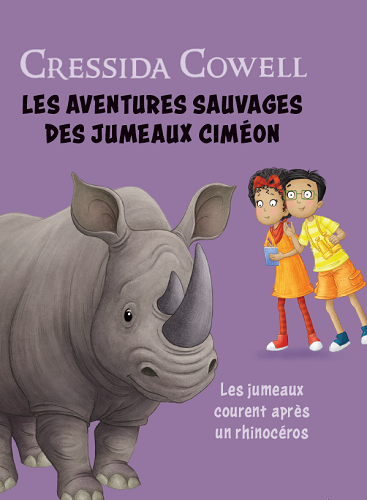 CRESSIDA COWELL
LES AVENTURES SAUVAGES
DES JUMEAUX CIMÉON
Les jumeaux
courent après
un rhinocéros